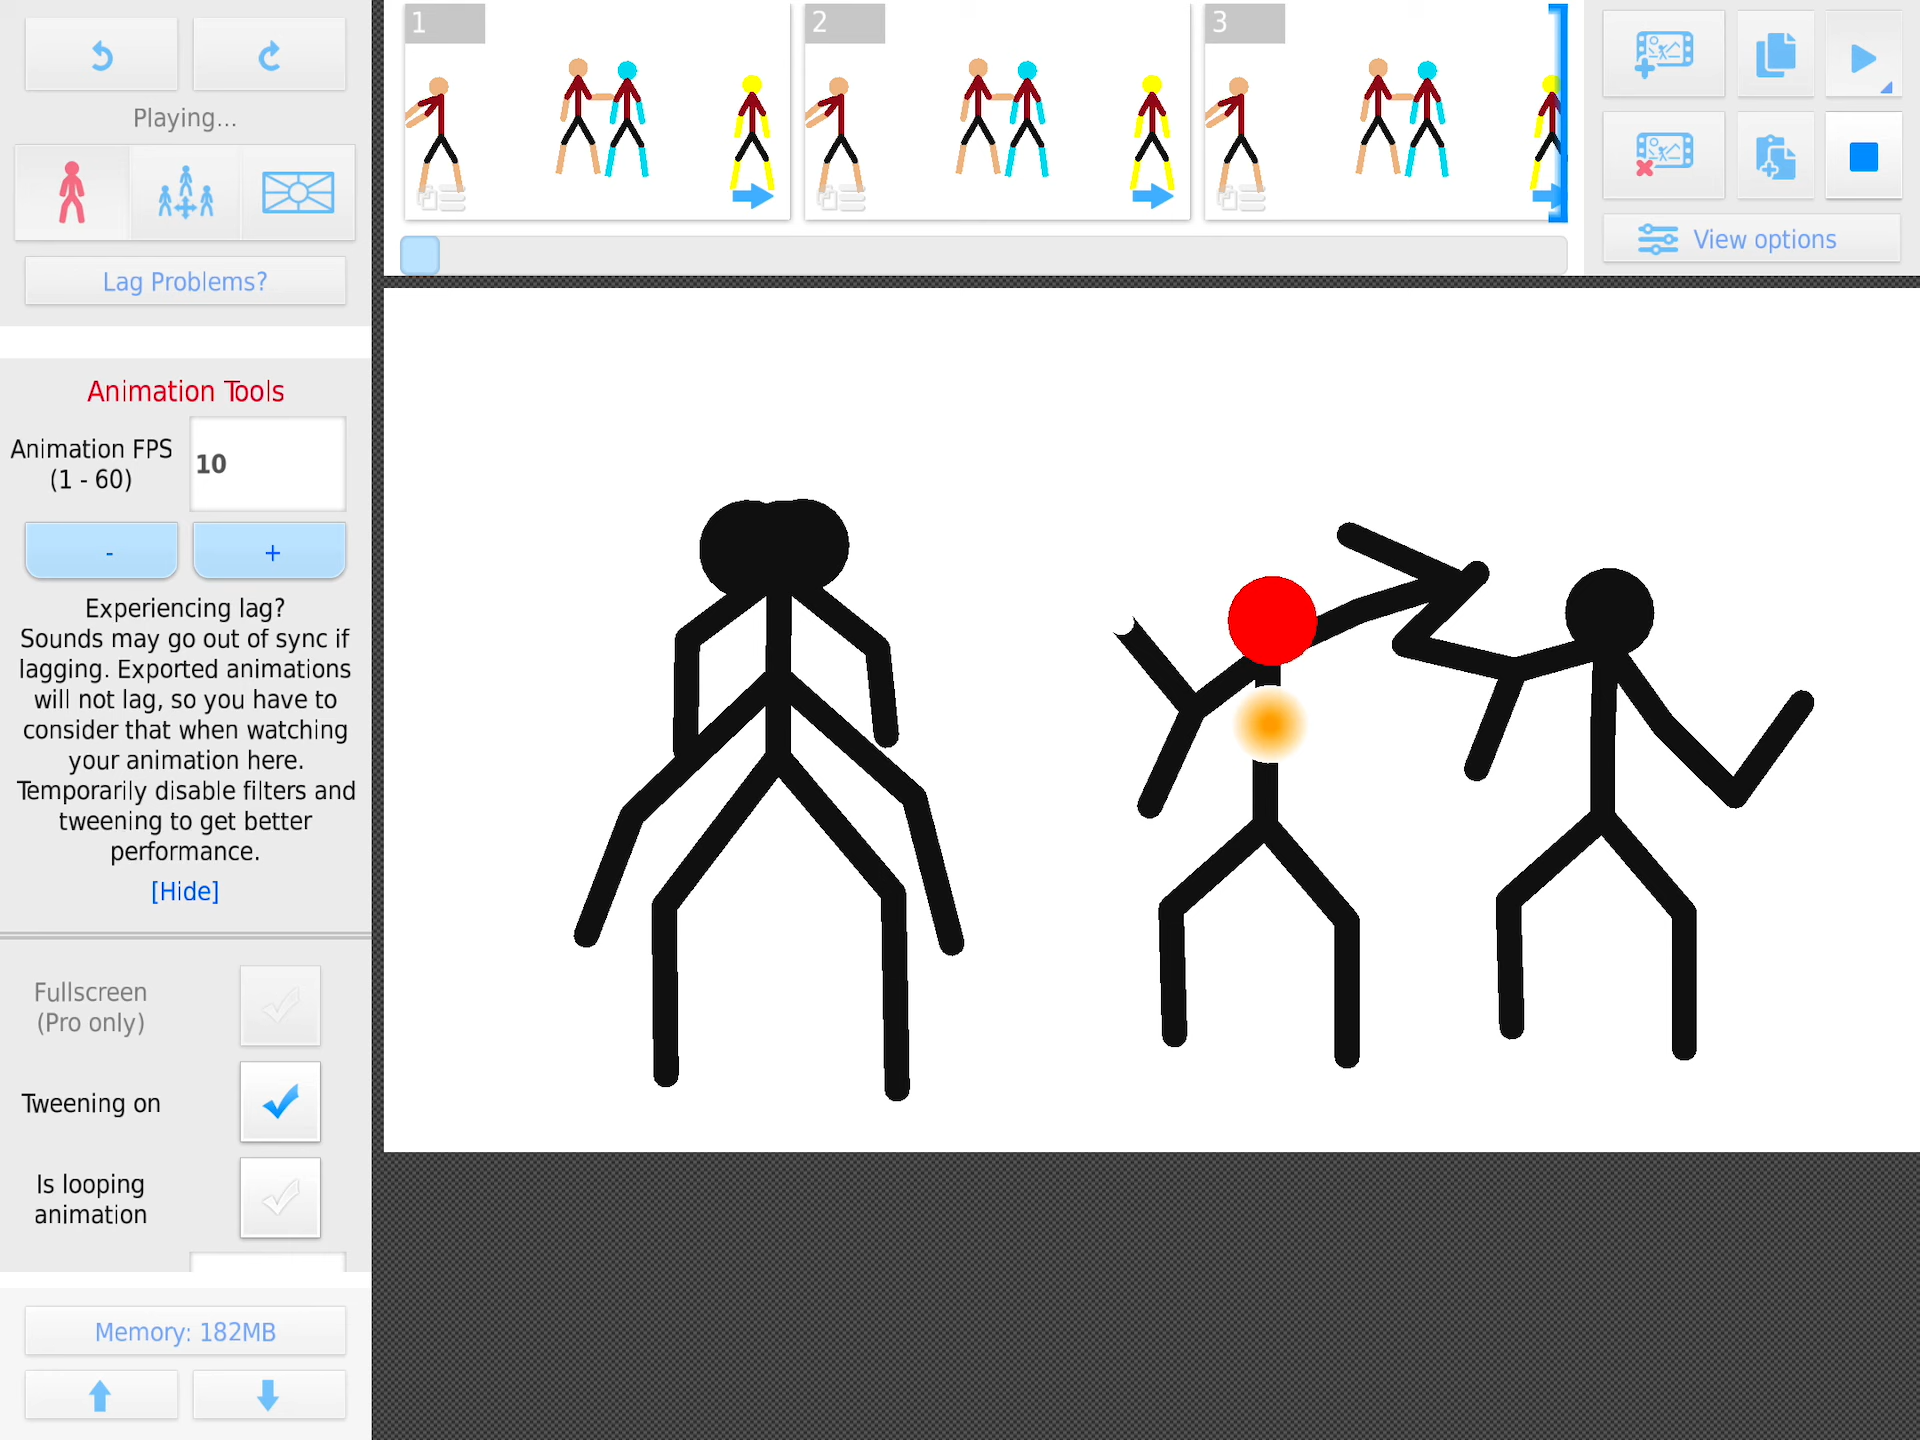 Playing...
Lag Problems?
Animation Tools
Animation FPS
(1 - 60)
10
-
+
Experiencing lag?
Sounds may go out of sync if
lagging. Exported animations
will not lag, so you have to
consider that when watching
your animation here.
Temporarily disable filters and
tweening to get better
performance.
[Hide]
Fullscreen
(Pro only)
Tweening on
Is looping
animation
Memory: 182MB
1
2
3
View options